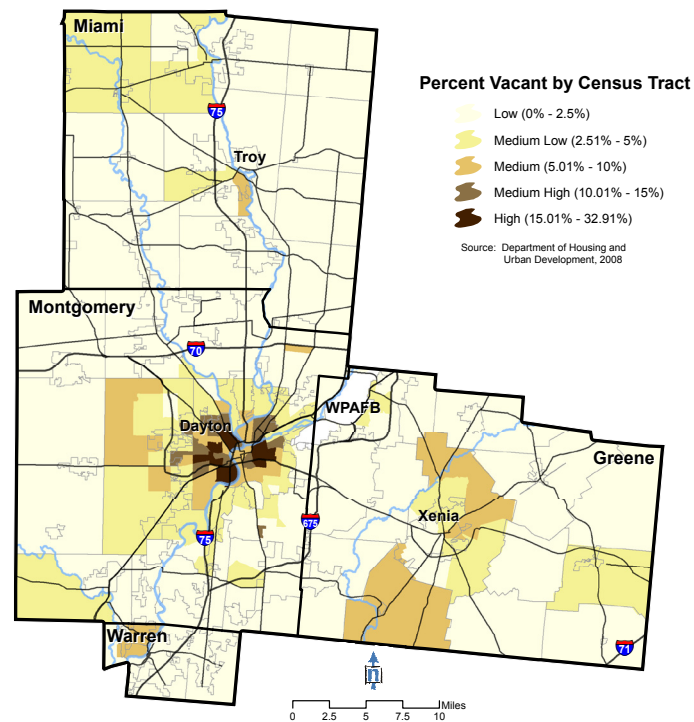 Miami
Percent Vacant by Census Tract
Low (0% - 2.5%)
Medium Low (2.51% - 5%)
Medium (5.01% - 10%)
Medium High (10.01% - 15%)
High (15.01% - 32.91%)
Source: Department of Housing and
Urban Development, 2008
75
Troy
Montgomery
70
WPAFB
Dayton
Greene
Xenia
675
75
Warren
71
n
Miles
0 2.5 5 7.5 10